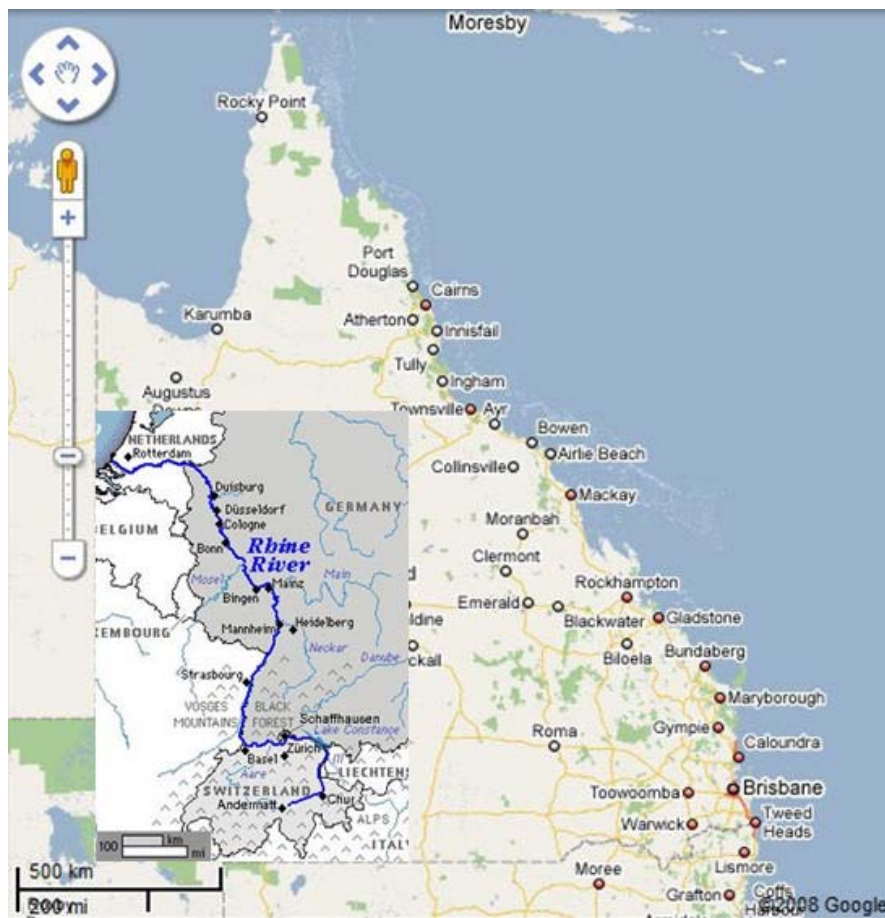 Moresby
Rocky Point
Port
Douglas
Cairns
Atherton
Innisfail
Karumba
Tully
Ingham
Augustus
Townsville
Ayr
Bowen
Airlie Beach
Collinsville
Mackay
Moranbah
Clermont
Rockhampton
Emerald
Blackwater
Gladstone
Biloela
Bundaberg
Maryborough
Gympie
Roma
Caloundra
Toowoomba
Brisbane
Warwick
Tweed
Heads
Lismore
Moree
Grafton
Coffs
NETHERLANDS
Rotterdam
Duisburg
Düsseldorf
Cologne
GERMANY
BELGIUM
Bonn
Rhine
River
Mosel
Mainz
Main
Bingen
Mannheim
Heidelberg
Neckar
Danube
Strasbourg
VOSGES
MOUNTAINS
BLACK
FOREST
Schaffhausen
Lake Constance
Basel
Zürich
Ill
Aare
LIECHTENS
SWITZERLAND
Andermatt
Chur
ALPS
ITAL
100 km
mi
500 km
200 mi
©2008 Google